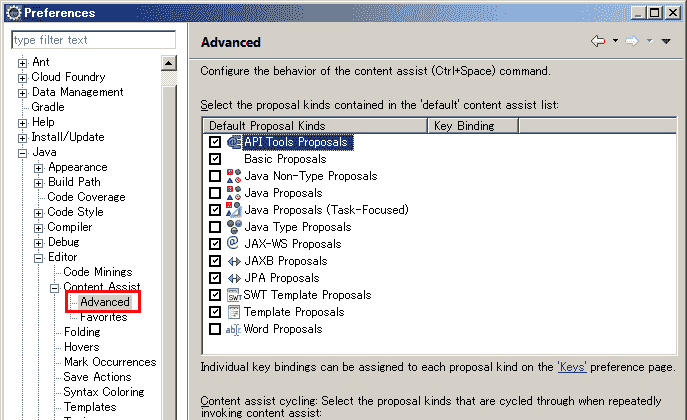 Preferences
type filter text
Ant
Cloud Foundry
Data Management
Gradle
Help
Install/Update
Java
Appearance
Build Path
Code Coverage
Code Style
Compiler
Debug
Editor
Code Minings
Content Assist
Advanced
Favorites
Folding
Hovers
Mark Occurrences
Save Actions
Syntax Coloring
Templates
Advanced
Configure the behavior of the content assist (Ctrl+Space) command.
Select the proposal kinds contained in the 'default' content assist list:
Default Proposal Kinds Key Binding
API Tools Proposals
Basic Proposals
Java Non-Type Proposals
Java Proposals
Java Proposals (Task-Focused)
Java Type Proposals
JAX-WS Proposals
JAXB Proposals
JPA Proposals
SWT Template Proposals
Template Proposals
Word Proposals
Individual key bindings can be assigned to each proposal kind on the 'Keys' preference page.
Content assist cycling: Select the proposal kinds that are cycled through when repeatedly
invoking content assist: